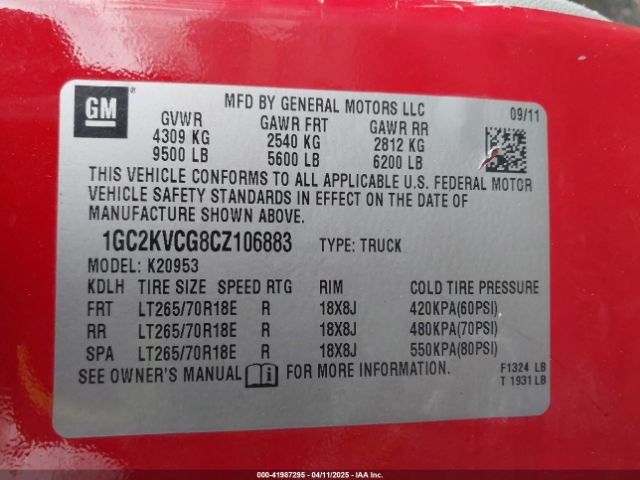 GM
MFD BY GENERAL MOTORS LLC
09/11
GVWR GAWR FRT GAWR RR
4309 KG 2540 KG 2812 KG
9500 LB 5600 LB 6200 LB
THIS VEHICLE CONFORMS TO ALL APPLICABLE U.S. FEDERAL MOTOR
VEHICLE SAFETY STANDARDS IN EFFECT ON THE DATE OF
MANUFACTURE SHOWN ABOVE.
1GC2KVCG8CZ106883 TYPE: TRUCK
MODEL: K20953
KDLH TIRE SIZE SPEED RTG RIM COLD TIRE PRESSURE
FRT LT265/70R18E R 18X8J 420KPA(60PSI)
RR LT265/70R18E R 18X8J 480KPA(70PSI)
SPA LT265/70R18E R 18X8J 550KPA(80PSI)
SEE OWNER'S MANUAL FOR MORE INFORMATION.
F1324 LB
T 1931 LB
000-41987295 - 04/11/2025 - IAAI, Inc.